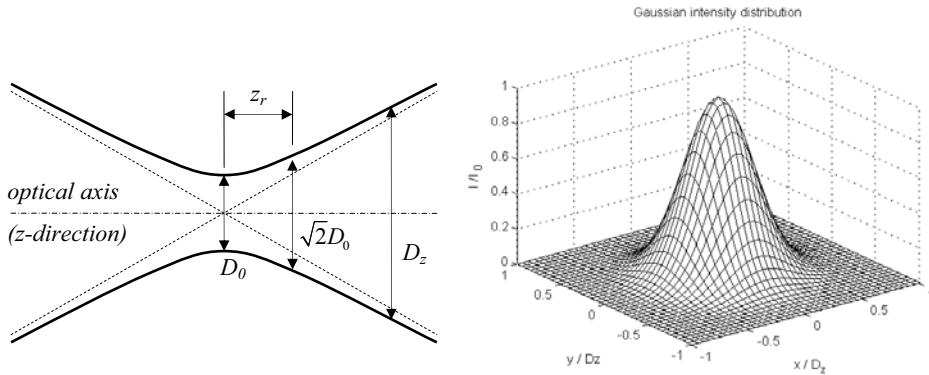 z_r
optical axis
(z-direction)
D_0
√2D_0
D_z
Gaussian intensity distribution
I / I_0
1
0.8
0.6
0.4
0.2
0
1
0.5
0
-0.5
-1
y / Dz
-1
-0.5
0
0.5
x / D_z